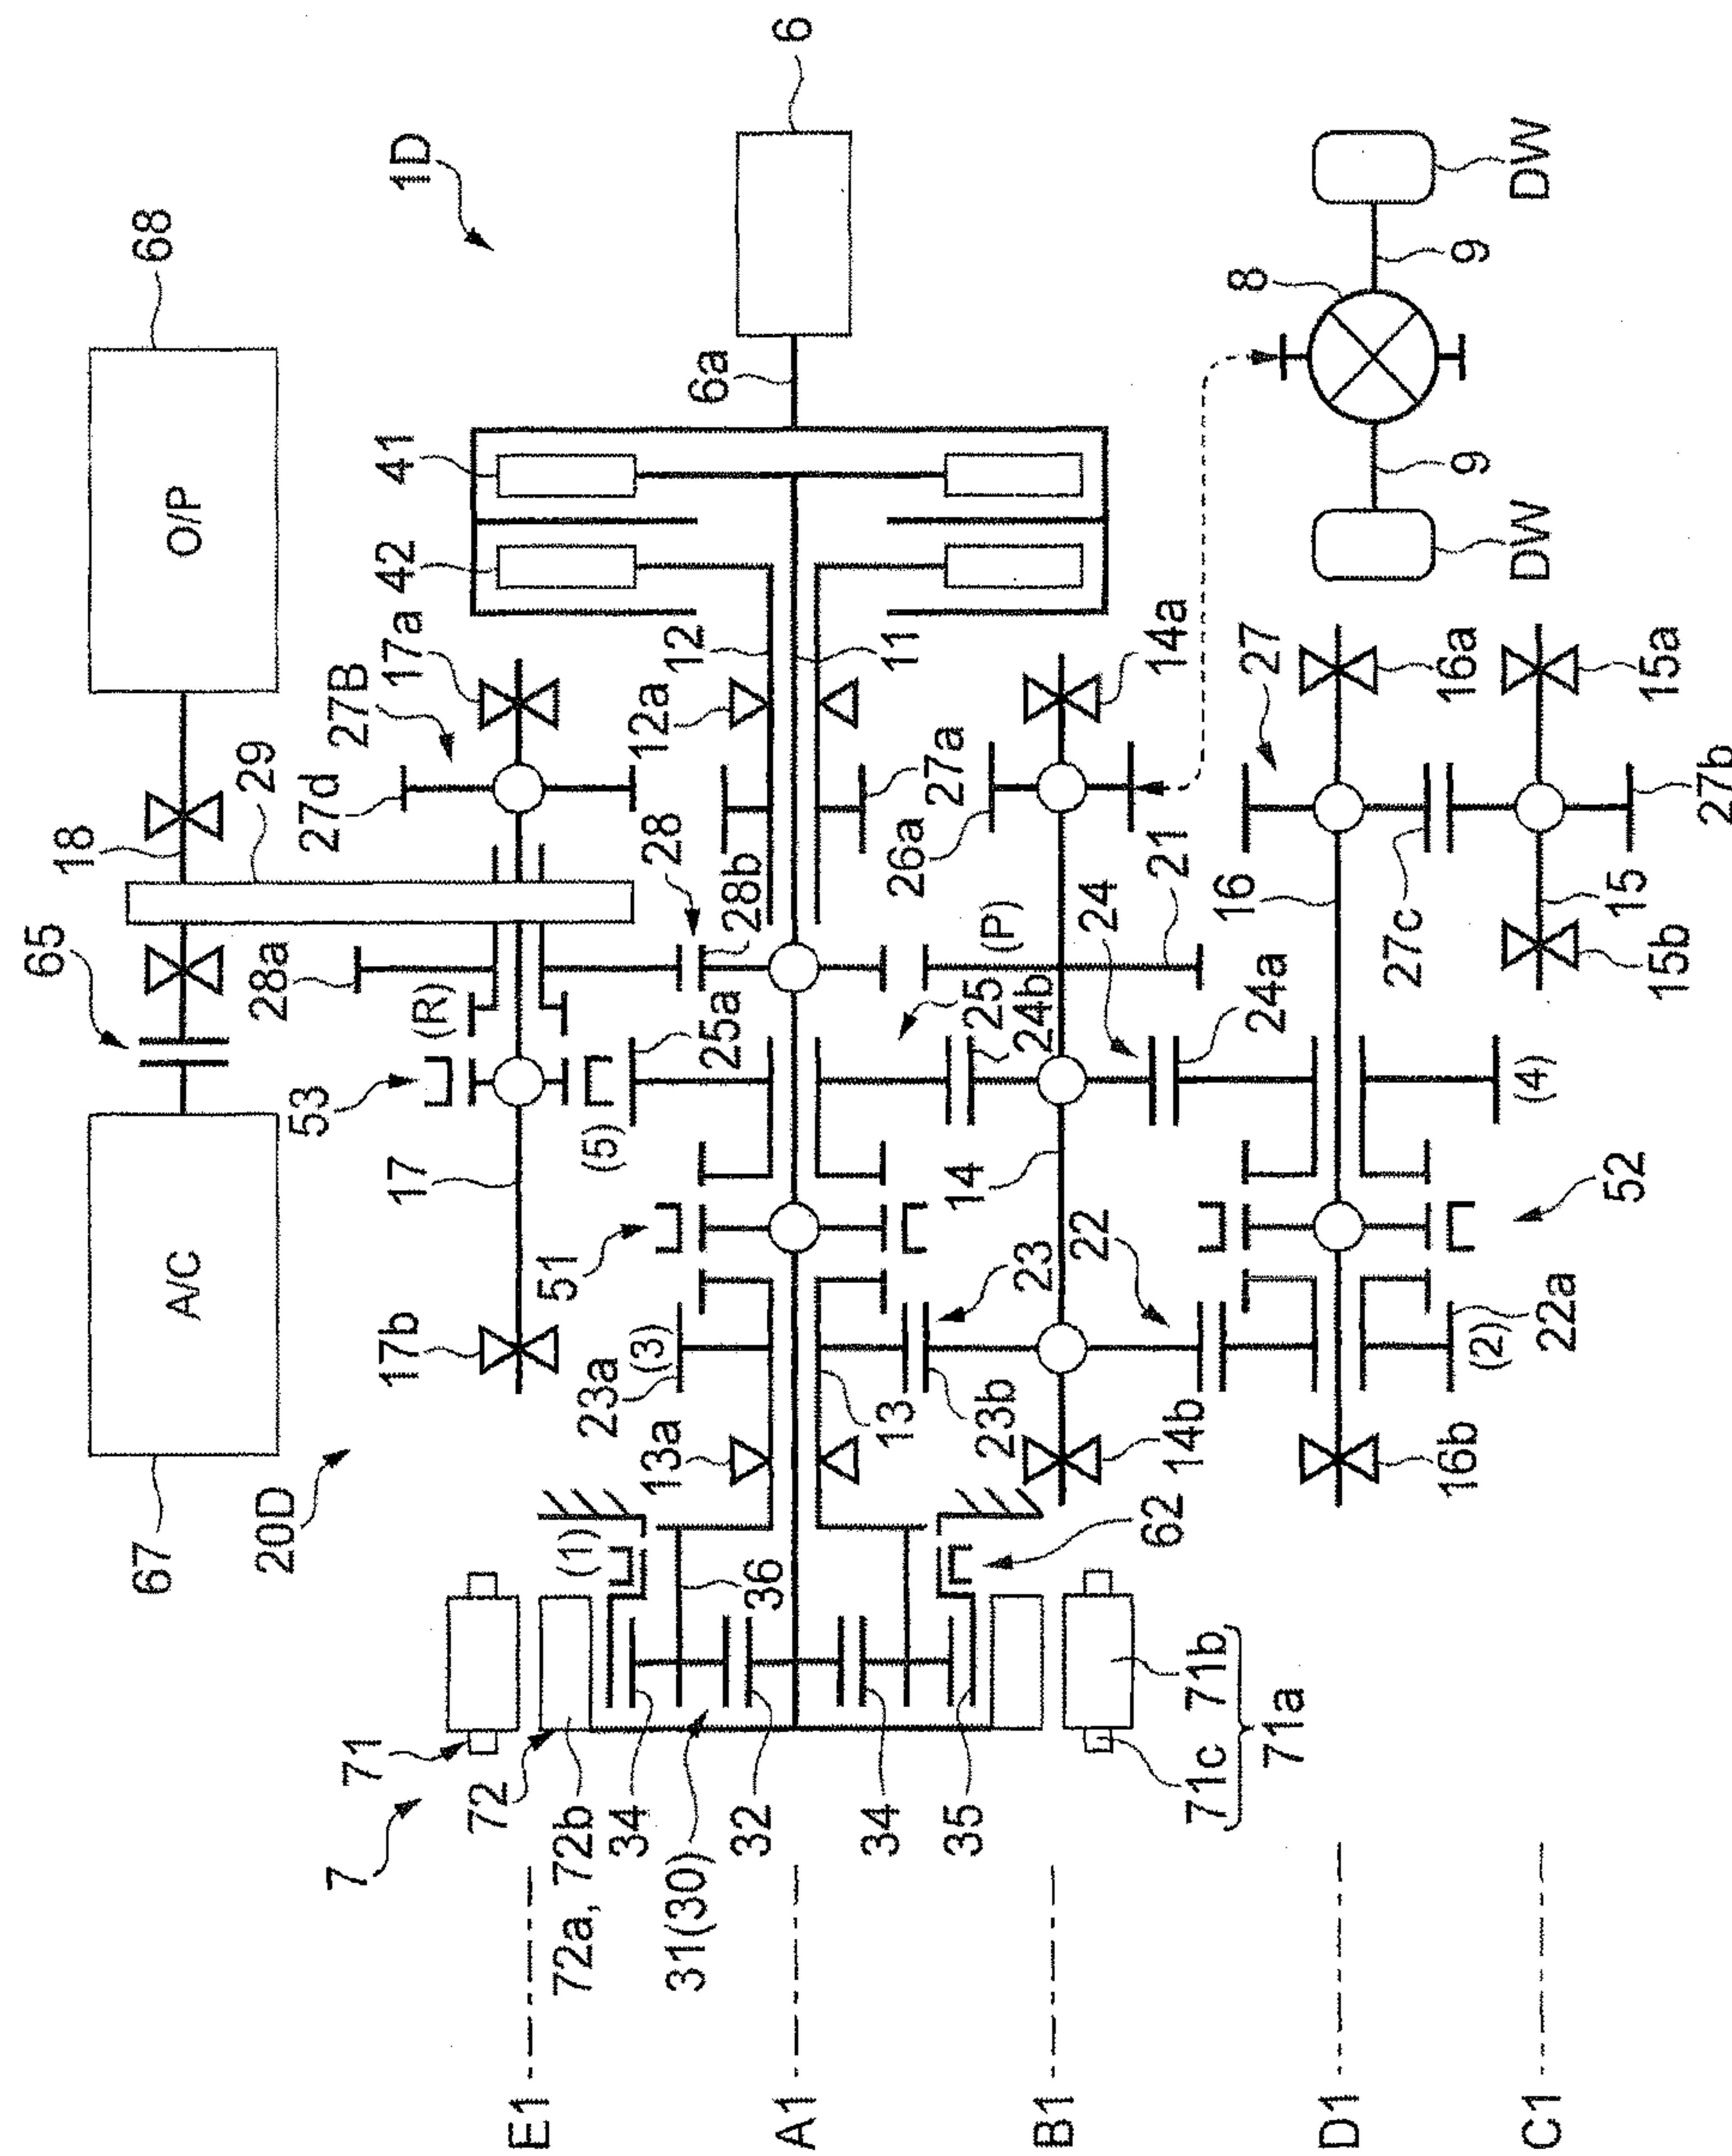 1D
6
68
O/P
18
29
65
28a
A/C
67
20D
6a
41
42
17a
27B
27d
12
11
12a
27a
28
28b
(R)
53
17
17b
(5)
25a
25
24b
(P)
26a
14a
21
24
24a
8
9
9
DW
DW
27
16a
15a
27b
27c
16
15
15b
(4)
52
14
51
23
22
(3)
23a
23b
13
13a
14b
16b
(2)
22a
(1)
36
62
7
71
72
72a, 72b
34
31(30)
32
34
35
71c 71b
71a
E1
A1
B1
D1
C1